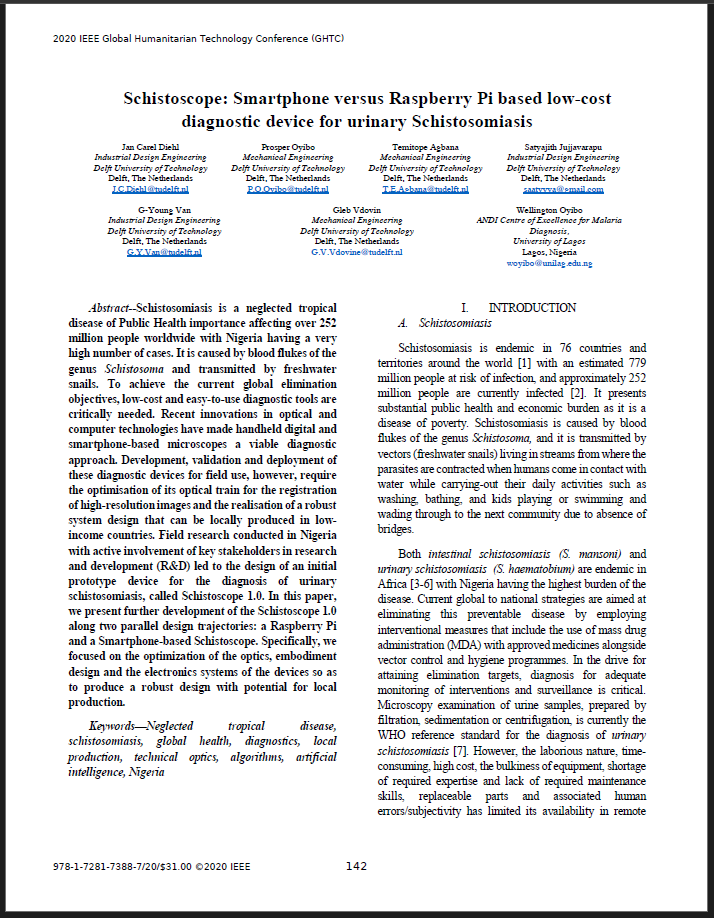 2020 IEEE Global Humanitarian Technology Conference (GHTC)
Schistoscope: Smartphone versus Raspberry Pi based low-cost
diagnostic device for urinary Schistosomiasis
Jan Carel Diehl
Industrial Design Engineering
Delft University of Technology
Delft, The Netherlands
J.C.Diehl@tudelft.nl
Prosper Oyibo
Mechanical Engineering
Delft University of Technology
Delft, The Netherlands
P.O.Oyibo@tudelft.nl
Temitope Agbana
Mechanical Engineering
Delft University of Technology
Delft, The Netherlands
T.E.Agbana@tudelft.nl
Satyajith Jujjavarapu
Industrial Design Engineering
Delft University of Technology
Delft, The Netherlands
saatvyva@gmail.com
G-Young Van
Industrial Design Engineering
Delft University of Technology
Delft, The Netherlands
G.Y.Van@tudelft.nl
Gleb Vdovin
Mechanical Engineering
Delft University of Technology
Delft, The Netherlands
G.V.Vdovine@tudelft.nl
Wellington Oyibo
ANDI Centre of Excellence for Malaria
Diagnosis,
University of Lagos
Lagos, Nigeria
woyibo@unilag.edu.ng
Abstract--Schistosomiasis is a neglected tropical
disease of Public Health importance affecting over 252
million people worldwide with Nigeria having a very
high number of cases. It is caused by blood flukes of the
genus Schistosoma and transmitted by freshwater
snails. To achieve the current global elimination
objectives, low-cost and easy-to-use diagnostic tools are
critically needed. Recent innovations in optical and
computer technologies have made handheld digital and
smartphone-based microscopes a viable diagnostic
approach. Development, validation and deployment of
these diagnostic devices for field use, however, require
the optimisation of its optical train for the registration
of high-resolution images and the realisation of a robust
system design that can be locally produced in low-
income countries. Field research conducted in Nigeria
with active involvement of key stakeholders in research
and development (R&D) led to the design of an initial
prototype device for the diagnosis of urinary
schistosomiasis, called Schistoscope 1.0. In this paper,
we present further development of the Schistoscope 1.0
along two parallel design trajectories: a Raspberry Pi
and a Smartphone-based Schistoscope. Specifically, we
focused on the optimization of the optics, embodiment
design and the electronics systems of the devices so as
to produce a robust design with potential for local
production.
Keywords—Neglected tropical disease,
schistosomiasis, global health, diagnostics, local
production, technical optics, algorithms, artificial
intelligence, Nigeria
I. INTRODUCTION
A. Schistosomiasis
Schistosomiasis is endemic in 76 countries and
territories around the world [1] with an estimated 779
million people at risk of infection, and approximately 252
million people are currently infected [2]. It presents
substantial public health and economic burden as it is a
disease of poverty. Schistosomiasis is caused by blood
flukes of the genus Schistosoma, and it is transmitted by
vectors (freshwater snails) living in streams from where the
parasites are contracted when humans come in contact with
water while carrying-out their daily activities such as
washing, bathing, and kids playing or swimming and
wading through to the next community due to absence of
bridges.
Both intestinal schistosomiasis (S. mansoni) and
urinary schistosomiasis (S. haematobium) are endemic in
Africa [3-6] with Nigeria having the highest burden of the
disease. Current global to national strategies are aimed at
eliminating this preventable disease by employing
interventional measures that include the use of mass drug
administration (MDA) with approved medicines alongside
vector control and hygiene programmes. In the drive for
attaining elimination targets, diagnosis for adequate
monitoring of interventions and surveillance is critical.
Microscopy examination of urine samples, prepared by
filtration, sedimentation or centrifugation, is currently the
WHO reference standard for the diagnosis of urinary
schistosomiasis [7]. However, the laborious nature, time-
consuming, high cost, the bulkiness of equipment, shortage
of required expertise and lack of required maintenance
skills, replaceable parts and associated human
errors/subjectivity has limited its availability in remote
978-1-7281-7388-7/20/$31.00 ©2020 IEEE
142